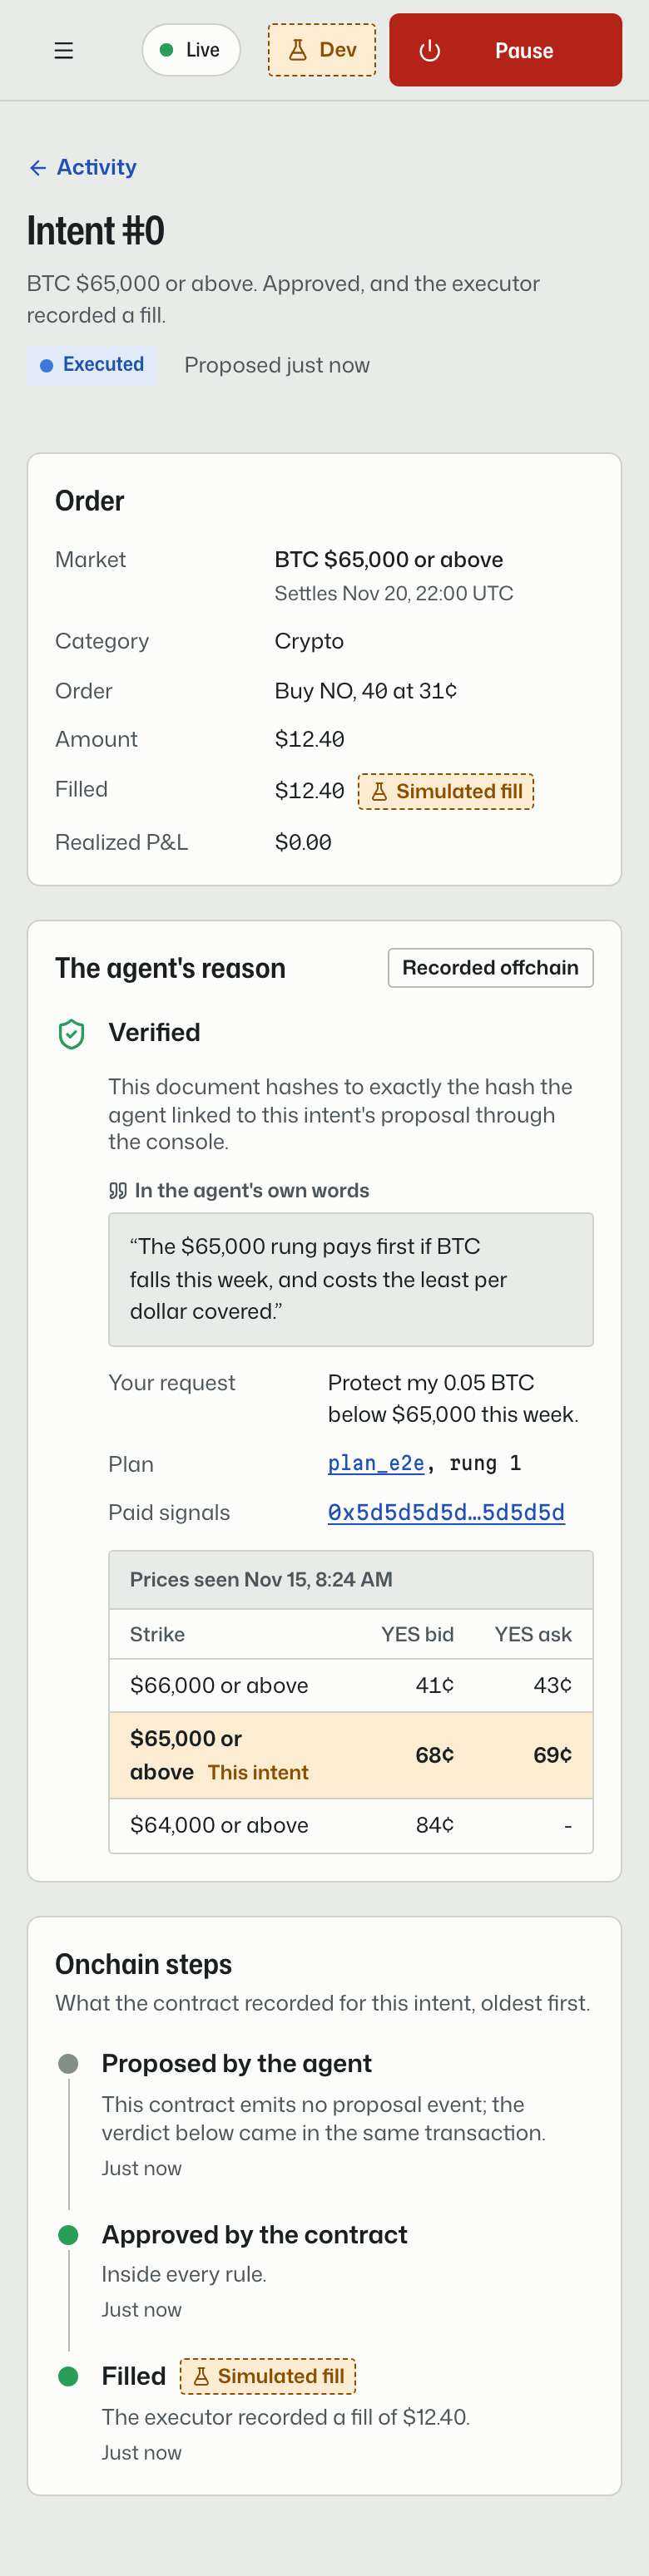 Live
Dev
Pause
Activity
Intent #0
BTC $65,000 or above. Approved, and the executor
recorded a fill.
Executed
Proposed just now
Order
Market
BTC $65,000 or above
Settles Nov 20, 22:00 UTC
Category
Crypto
Order
Buy NO, 40 at 31¢
Amount
$12.40
Filled
$12.40
Simulated fill
Realized P&L
$0.00
The agent's reason
Recorded offchain
Verified
This document hashes to exactly the hash the
agent linked to this intent's proposal through
the console.
In the agent's own words
“The $65,000 rung pays first if BTC
falls this week, and costs the least per
dollar covered.”
Your request
Protect my 0.05 BTC
below $65,000 this week.
Plan
plan_e2e, rung 1
Paid signals
0x5d5d5d5d…5d5d5d
Prices seen Nov 15, 8:24 AM
Strike YES bid YES ask
$66,000 or above 41¢ 43¢
$65,000 or
above This intent 68¢ 69¢
$64,000 or above 84¢ -
Onchain steps
What the contract recorded for this intent, oldest first.
Proposed by the agent
This contract emits no proposal event; the
verdict below came in the same transaction.
Just now
Approved by the contract
Inside every rule.
Just now
Filled
Simulated fill
The executor recorded a fill of $12.40.
Just now